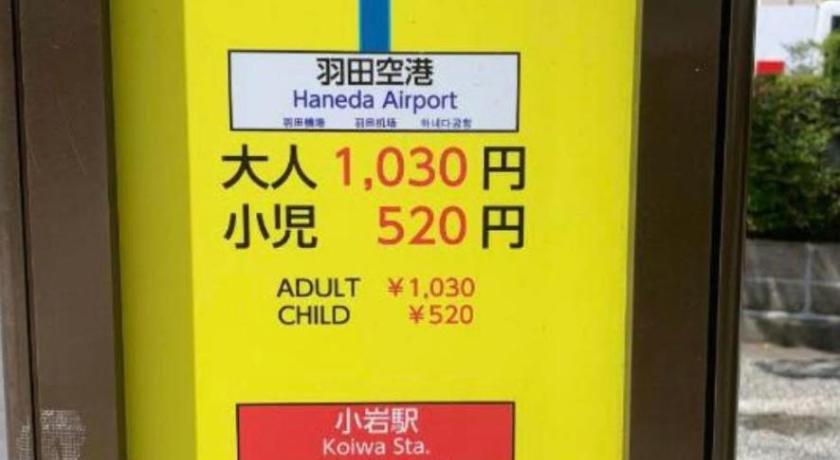 羽田空港
Haneda Airport
羽田機場 羽田机场 하네다공항
大人 1,030 円
小児 520 円
ADULT ¥1,030
CHILD ¥520
小岩駅
Koiwa Sta.